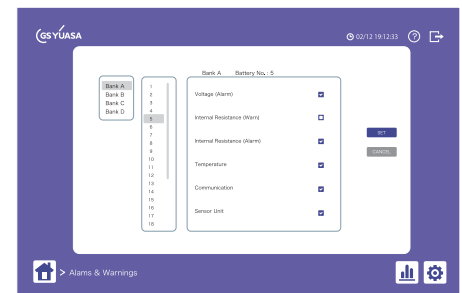 GS YUASA
02/12 19:12:33
?
Bank A Battery No. : 5
Bank A
Bank B
Bank C
Bank D
1
2
3
4
5
6
7
8
9
10
11
12
13
14
15
16
17
18
Voltage (Alarm)
Internal Resistance (Warn)
Internal Resistance (Alarm)
Temperature
Communication
Sensor Unit
SET
CANCEL
> Alams & Warnings